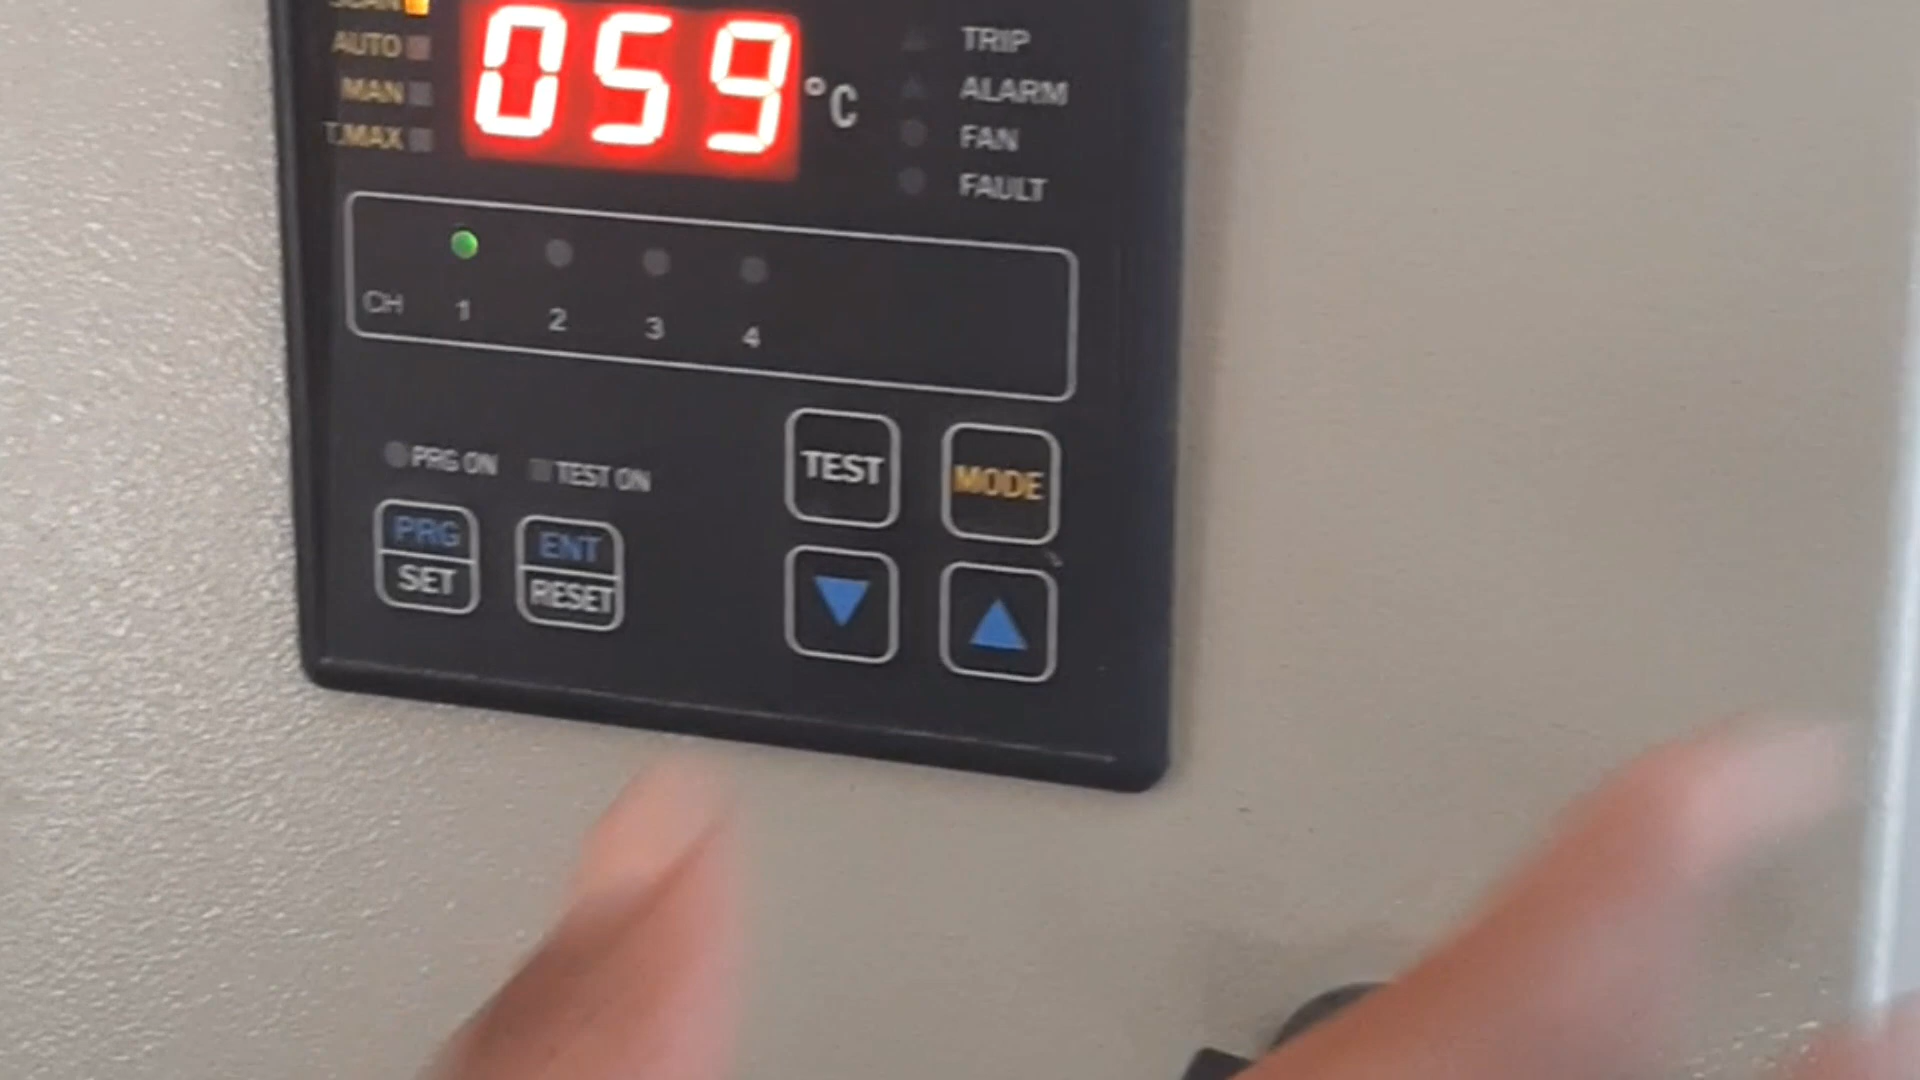 SCAN
AUTO
MAN
T.MAX
059 °C
TRIP
ALARM
FAN
FAULT
CH 1 2 3 4
PRG ON TEST ON
TEST MODE
PRG
SET
ENT
RESET